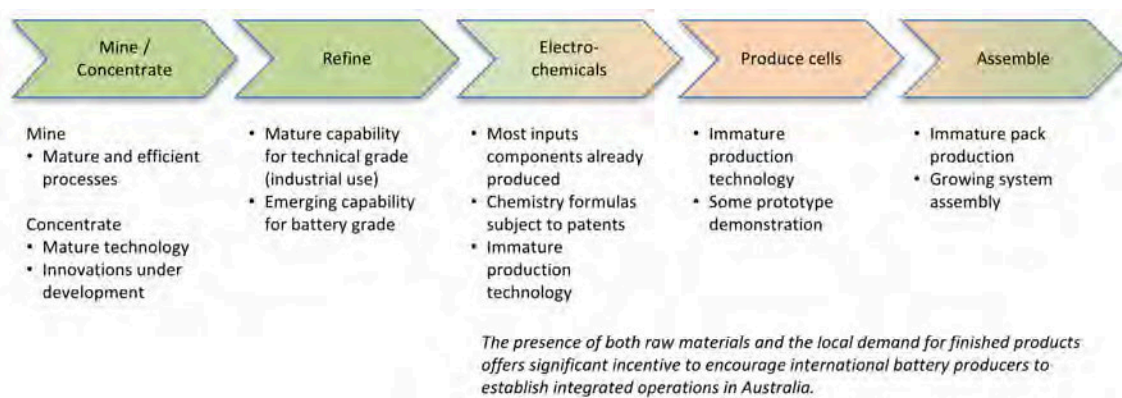 Mine /
Concentrate
Refine
Electro-
chemicals
Produce cells
Assemble
Mine
• Mature and efficient
processes
Concentrate
• Mature technology
• Innovations under
development
• Mature capability
for technical grade
(industrial use)
• Emerging capability
for battery grade
• Most inputs
components already
produced
• Chemistry formulas
subject to patents
• Immature
production
technology
• Immature
production
technology
• Some prototype
demonstration
• Immature pack
production
• Growing system
assembly
The presence of both raw materials and the local demand for finished products
offers significant incentive to encourage international battery producers to
establish integrated operations in Australia.